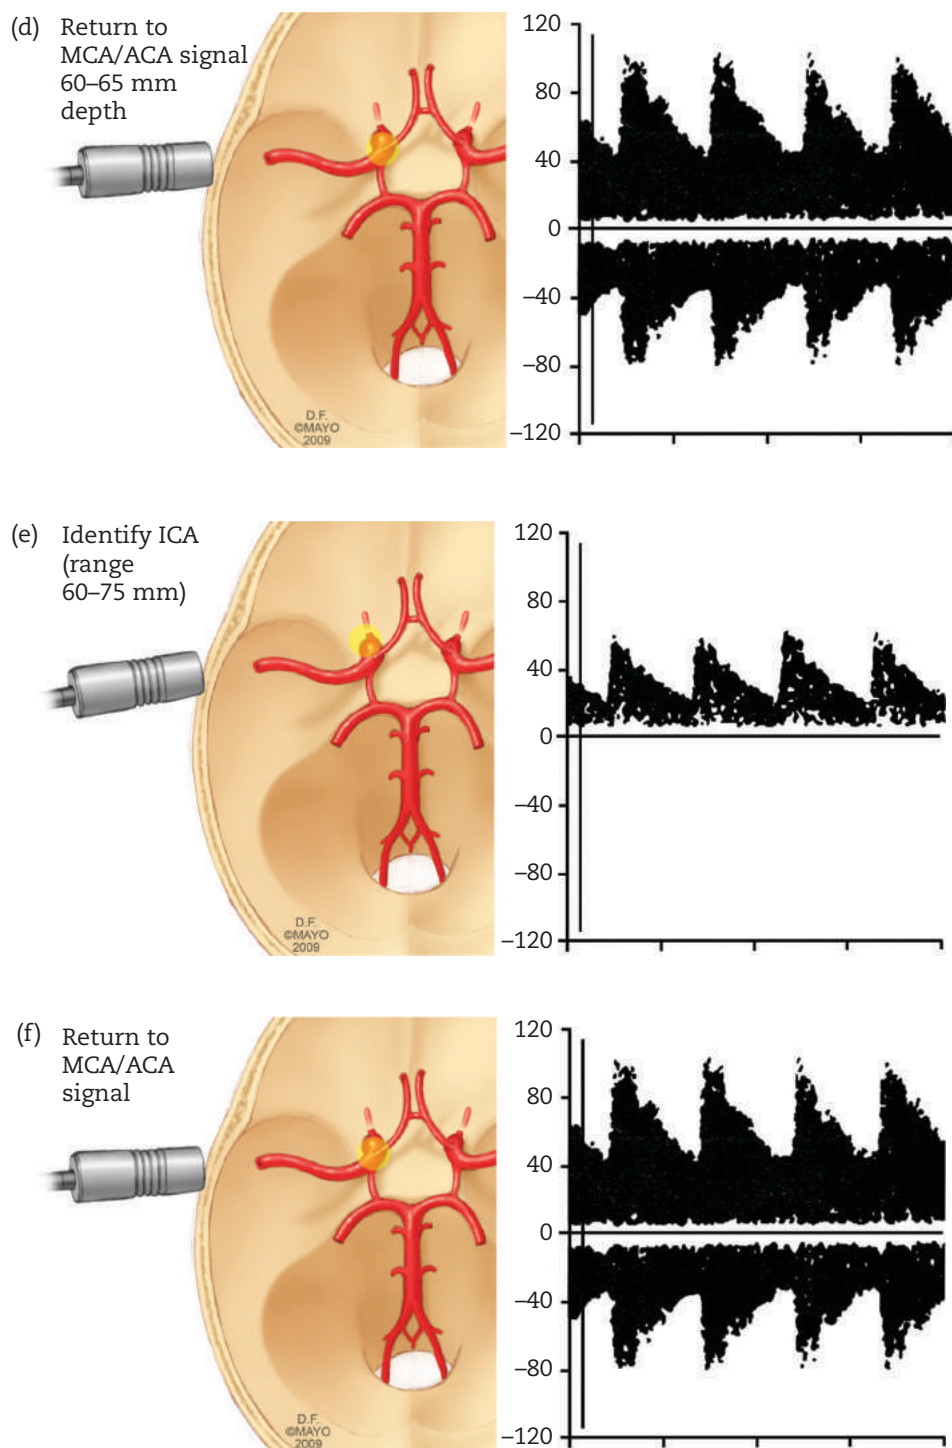 (d) Return to
MCA/ACA signal
60–65 mm
depth
D.F.
©MAYO
2009
120
80
40
0
–40
–80
–120
(e) Identify ICA
(range
60–75 mm)
D.F.
©MAYO
2009
120
80
40
0
–40
–80
–120
(f) Return to
MCA/ACA
signal
D.F.
©MAYO
2009
120
80
40
0
–40
–80
–120